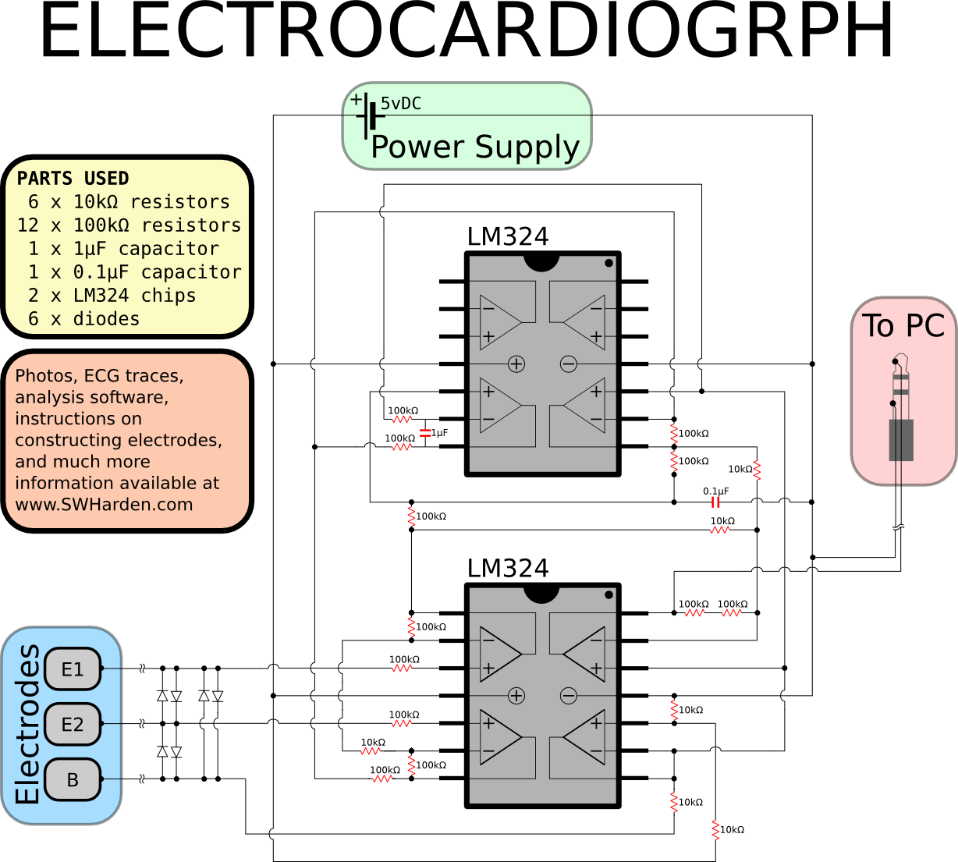 ELECTROCARDIOGRPH
+ 5vDC
Power Supply
PARTS USED
6 x 10kΩ resistors
12 x 100kΩ resistors
1 x 1µF capacitor
1 x 0.1µF capacitor
2 x LM324 chips
6 x diodes
Photos, ECG traces,
analysis software,
instructions on
constructing electrodes,
and much more
information available at
www.SWHarden.com
LM324
− −
+ +
+ −
+ +
− −
100kΩ
1µF
100kΩ
100kΩ
100kΩ
10kΩ
0.1µF
100kΩ
10kΩ
To PC
LM324
− −
+ +
+ −
+ +
− −
100kΩ 100kΩ
100kΩ
100kΩ
10kΩ
100kΩ
10kΩ
100kΩ
100kΩ
10kΩ
10kΩ
Electrodes
E1
E2
B